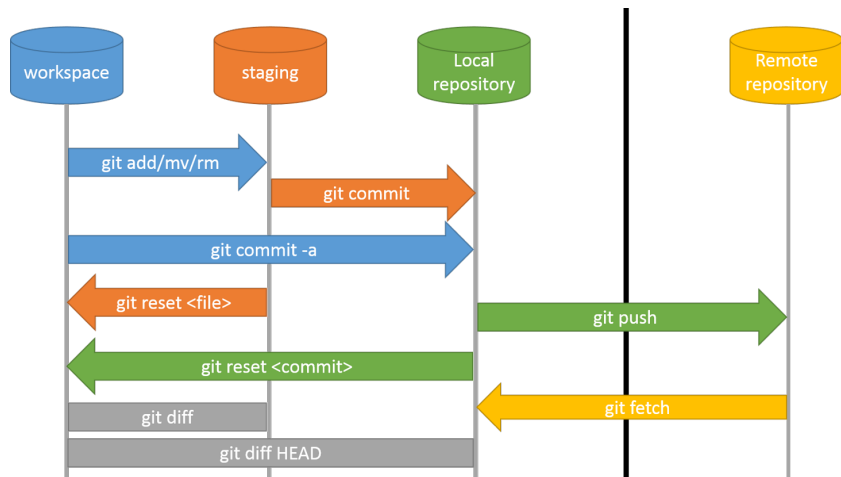 workspace
staging
Local
repository
Remote
repository
git add/mv/rm
git commit
git commit -a
git reset <file>
git push
git reset <commit>
git fetch
git diff
git diff HEAD